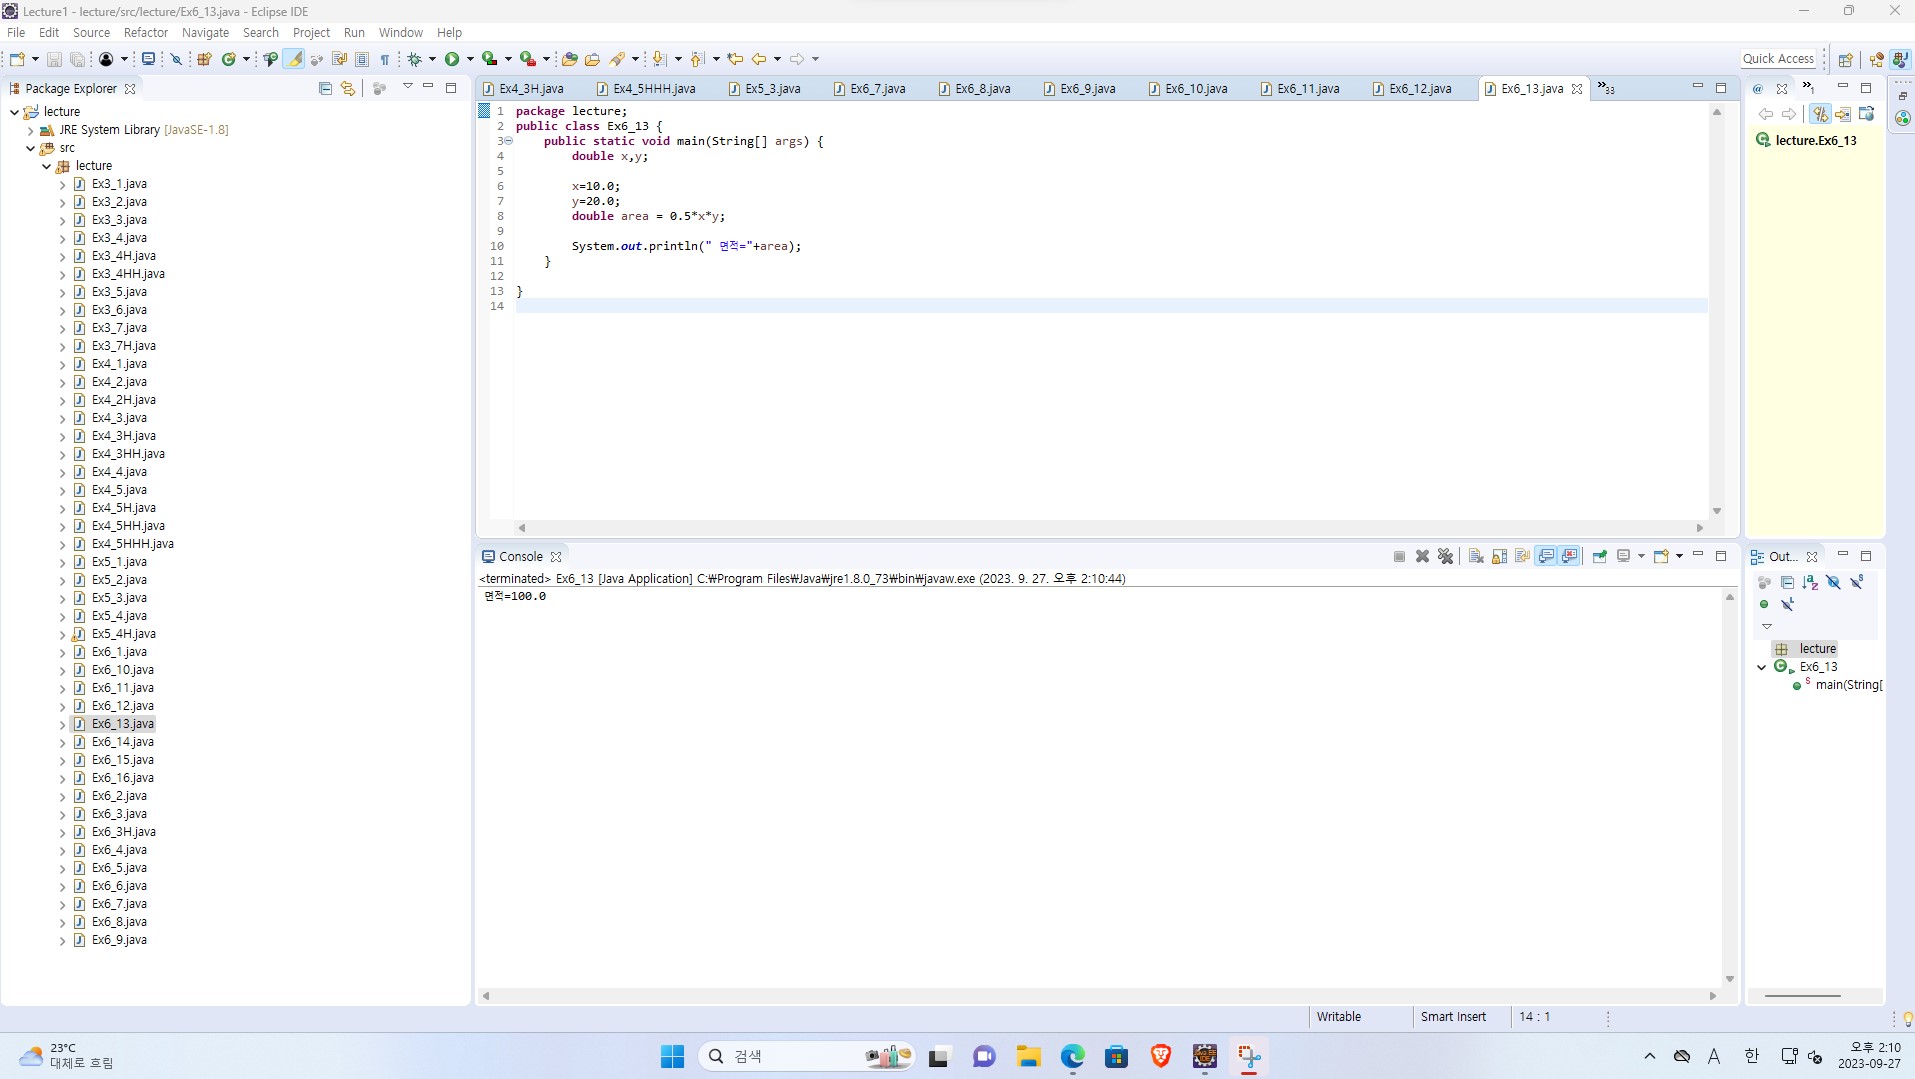 Lecture1 - lecture/src/lecture/Ex6_13.java - Eclipse IDE
File Edit Source Refactor Navigate Search Project Run Window Help
Quick Access
Package Explorer
lecture
JRE System Library [JavaSE-1.8]
src
lecture
Ex3_1.java
Ex3_2.java
Ex3_3.java
Ex3_4.java
Ex3_4H.java
Ex3_4HH.java
Ex3_5.java
Ex3_6.java
Ex3_7.java
Ex3_7H.java
Ex4_1.java
Ex4_2.java
Ex4_2H.java
Ex4_3.java
Ex4_3H.java
Ex4_3HH.java
Ex4_4.java
Ex4_5.java
Ex4_5H.java
Ex4_5HH.java
Ex4_5HHH.java
Ex5_1.java
Ex5_2.java
Ex5_3.java
Ex5_4.java
Ex5_4H.java
Ex6_1.java
Ex6_10.java
Ex6_11.java
Ex6_12.java
Ex6_13.java
Ex6_14.java
Ex6_15.java
Ex6_16.java
Ex6_2.java
Ex6_3.java
Ex6_3H.java
Ex6_4.java
Ex6_5.java
Ex6_6.java
Ex6_7.java
Ex6_8.java
Ex6_9.java
Ex4_3H.java Ex4_5HHH.java Ex5_3.java Ex6_7.java Ex6_8.java Ex6_9.java Ex6_10.java Ex6_11.java Ex6_12.java Ex6_13.java »33
1 package lecture;
2 public class Ex6_13 {
3 public static void main(String[] args) {
4 double x,y;
5
6 x=10.0;
7 y=20.0;
8 double area = 0.5*x*y;
9
10 System.out.println(" 면적="+area);
11 }
12
13 }
14
@ »1
lecture.Ex6_13
Console
<terminated> Ex6_13 [Java Application] C:₩Program Files₩Java₩jre1.8.0_73₩bin₩javaw.exe (2023. 9. 27. 오후 2:10:44)
면적=100.0
Out...
lecture
Ex6_13
main(String[
Writable Smart Insert 14 : 1
23°C
대체로 흐림
검색
A 한
오후 2:10
2023-09-27